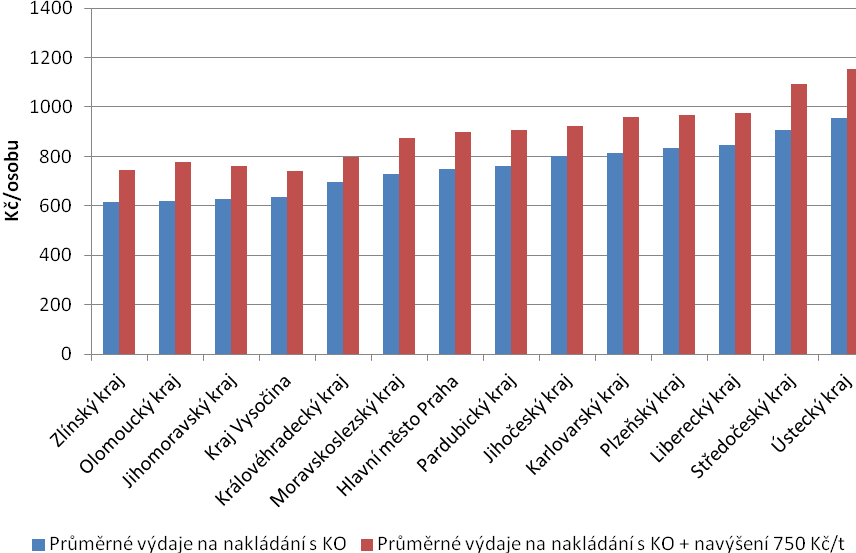 1400
1200
1000
800
600
400
200
0
Kč/osobu
Zlínský kraj
Olomoucký kraj
Jihomoravský kraj
Kraj Vysočina
Královéhradecký kraj
Moravskoslezský kraj
Hlavní město Praha
Pardubický kraj
Jihočeský kraj
Karlovarský kraj
Plzeňský kraj
Liberecký kraj
Středočeský kraj
Ústecký kraj
Průměrné výdaje na nakládání s KO
Průměrné výdaje na nakládání s KO + navýšení 750 Kč/t